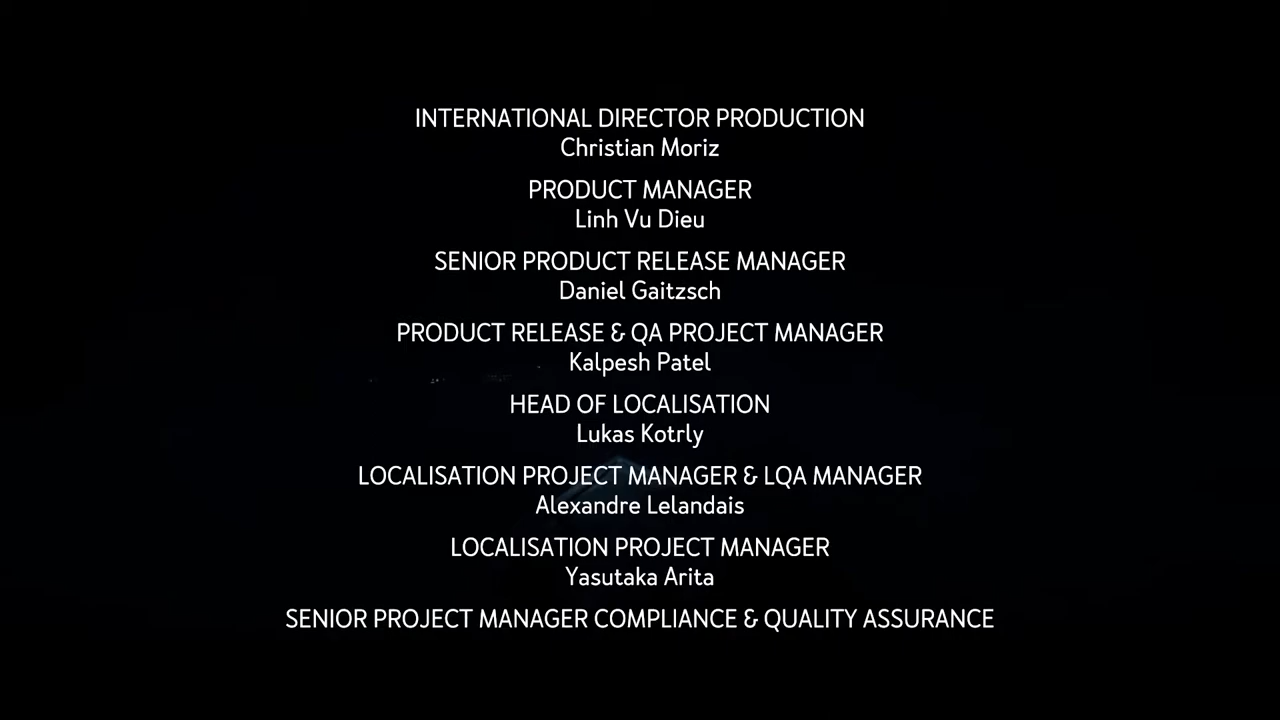 INTERNATIONAL DIRECTOR PRODUCTION
Christian Moriz
PRODUCT MANAGER
Linh Vu Dieu
SENIOR PRODUCT RELEASE MANAGER
Daniel Gaitzsch
PRODUCT RELEASE & QA PROJECT MANAGER
Kalpesh Patel
HEAD OF LOCALISATION
Lukas Kotrly
LOCALISATION PROJECT MANAGER & LQA MANAGER
Alexandre Lelandais
LOCALISATION PROJECT MANAGER
Yasutaka Arita
SENIOR PROJECT MANAGER COMPLIANCE & QUALITY ASSURANCE